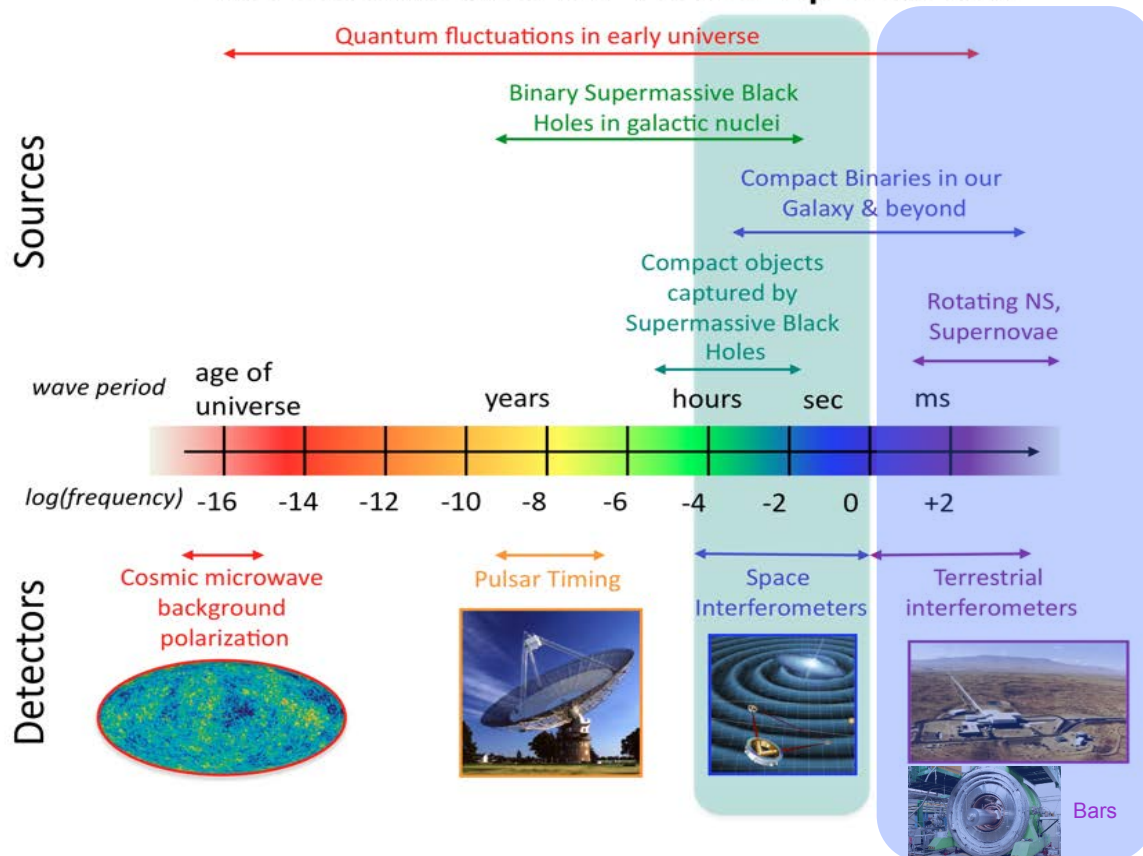 Quantum fluctuations in early universe
Binary Supermassive Black
Holes in galactic nuclei
Sources
Compact Binaries in our
Galaxy & beyond
Compact objects
captured by
Supermassive Black
Holes
Rotating NS,
Supernovae
wave period
age of
universe
years
hours
sec
ms
log(frequency)
-16
-14
-12
-10
-8
-6
-4
-2
0
+2
Detectors
Cosmic microwave
background
polarization
Pulsar Timing
Space
Interferometers
Terrestrial
interferometers
Bars